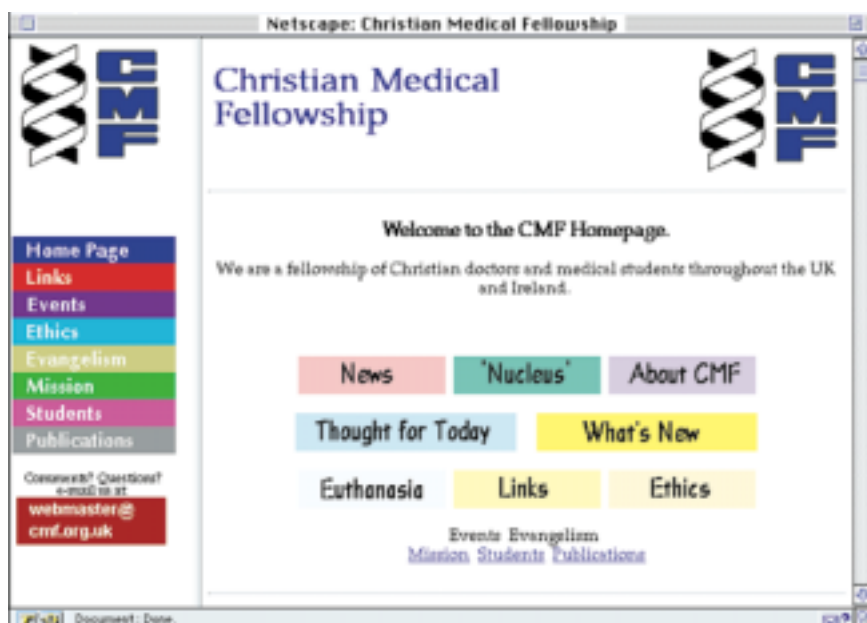 Netscape: Christian Medical Fellowship
CMF
Christian Medical
Fellowship
CMF
Home Page
Links
Events
Ethics
Evangelism
Mission
Students
Publications
Comments? Questions?
e-mail us at
webmaster@
cmf.org.uk
Welcome to the CMF Homepage.
We are a fellowship of Christian doctors and medical students throughout the UK
and Ireland.
News 'Nucleus' About CMF
Thought for Today What's New
Euthanasia Links Ethics
Events Evangelism
Mission Students Publications
Document: Done.